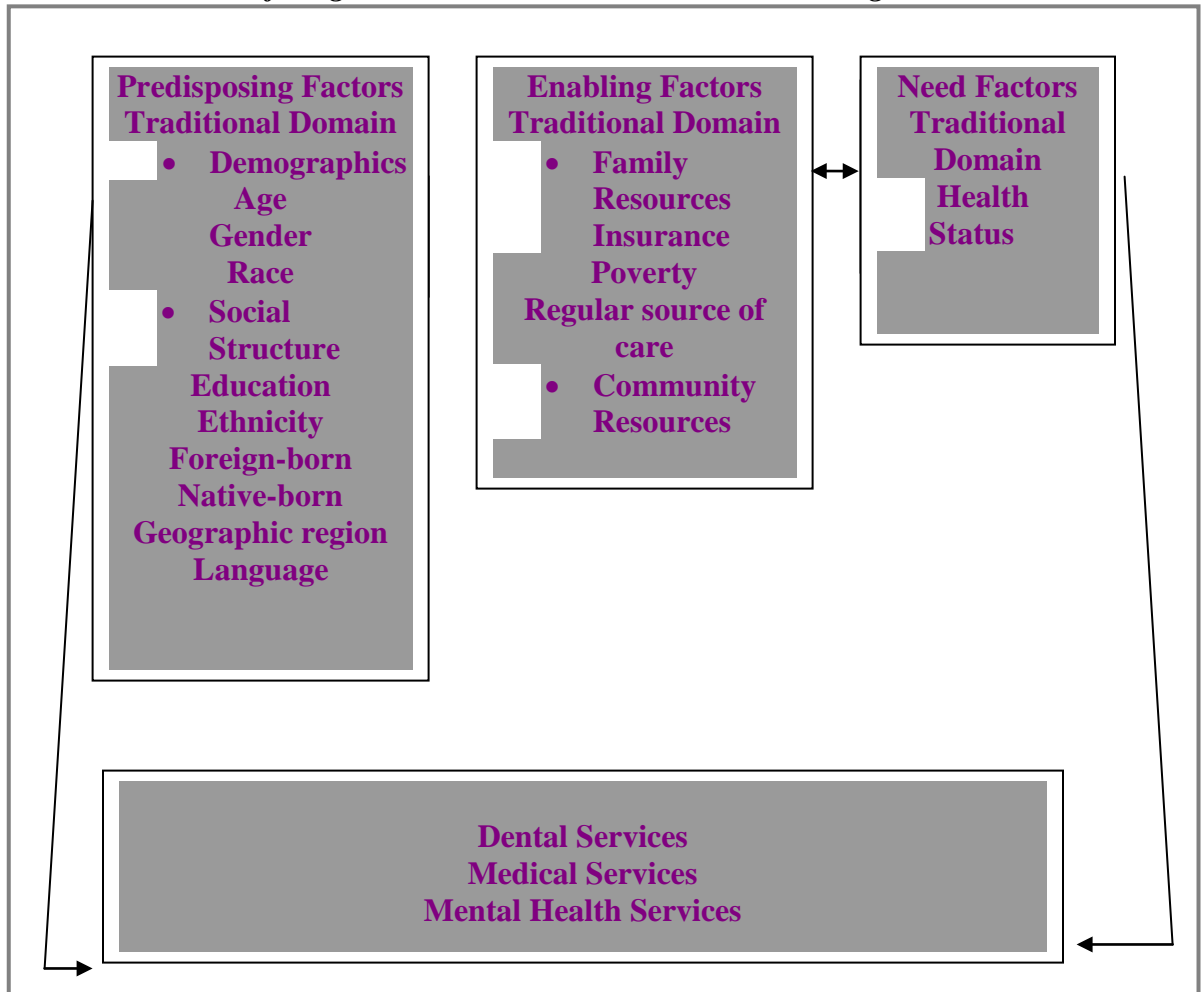 Predisposing Factors
Traditional Domain
• Demographics
Age
Gender
Race
• Social
Structure
Education
Ethnicity
Foreign-born
Native-born
Geographic region
Language
Enabling Factors
Traditional Domain
• Family
Resources
Insurance
Poverty
Regular source of
care
• Community
Resources
Need Factors
Traditional
Domain
Health
Status
Dental Services
Medical Services
Mental Health Services